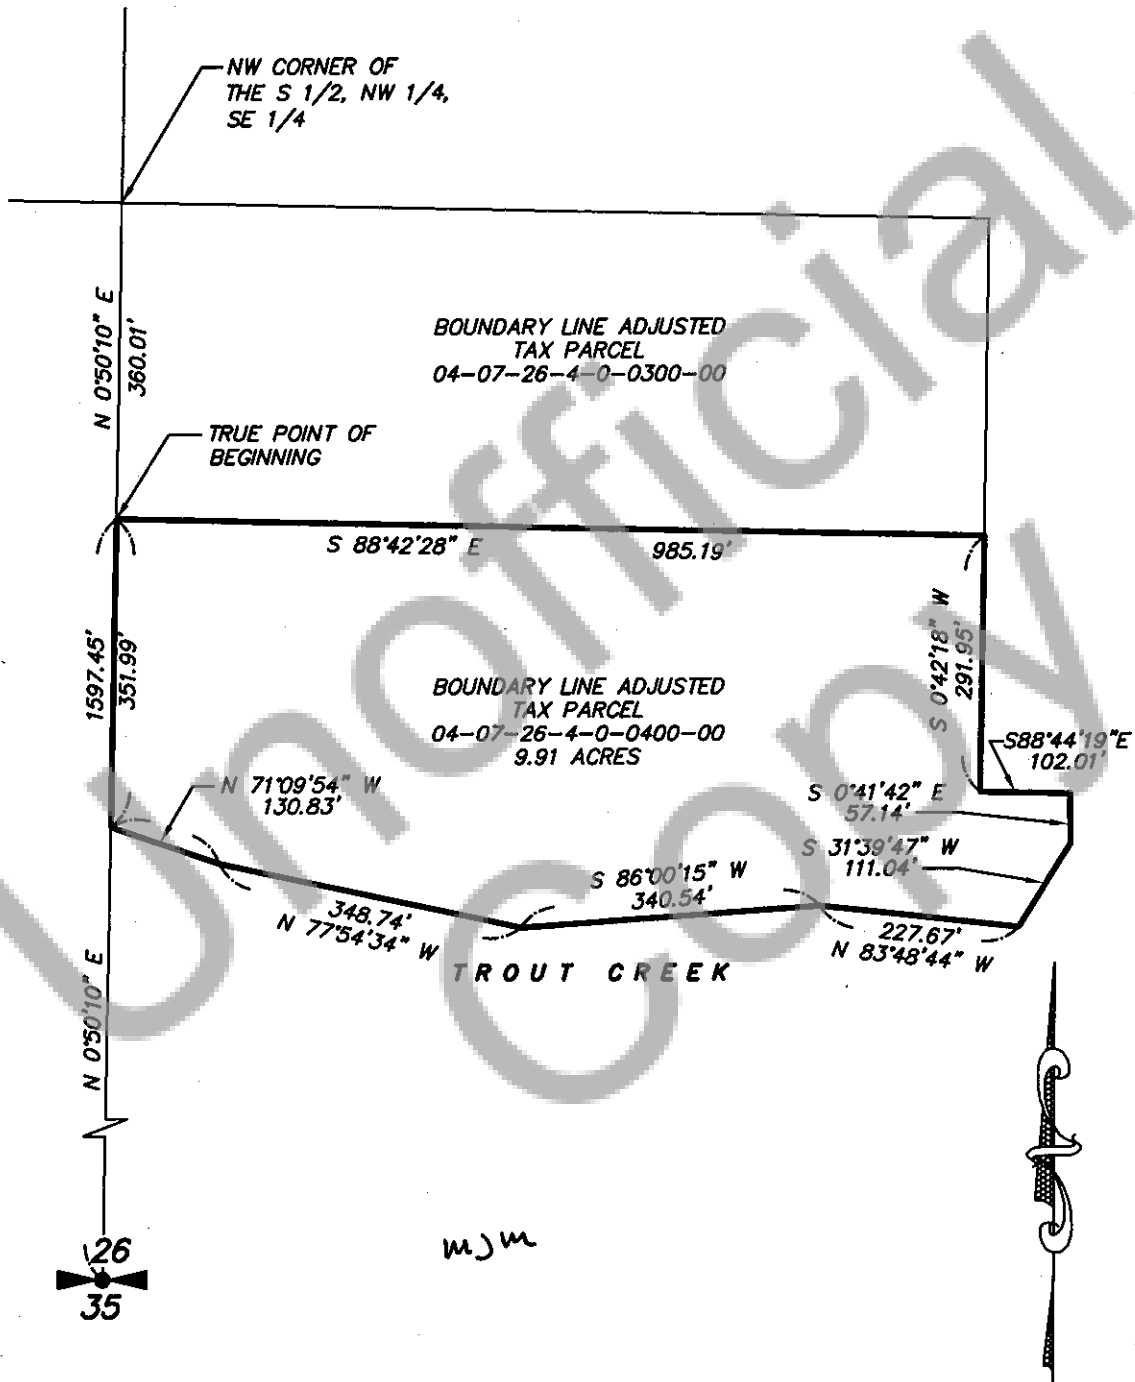 NW CORNER OF
THE S 1/2, NW 1/4,
SE 1/4
N 0°50'10" E
360.01'
BOUNDARY LINE ADJUSTED
TAX PARCEL
04-07-26-4-0-0300-00
TRUE POINT OF
BEGINNING
S 88°42'28" E
985.19'
1597.45'
351.99'
S 0°42'18" W
291.95'
BOUNDARY LINE ADJUSTED
TAX PARCEL
04-07-26-4-0-0400-00
9.91 ACRES
S88°44'19"E
102.01'
N 71°09'54" W
130.83'
S 0°41'42" E
57.14'
S 31°39'47" W
111.04'
S 86°00'15" W
340.54'
348.74'
N 77°54'34" W
227.67'
N 83°48'44" W
TROUT CREEK
N 0°50'10" E
mjm
26
35
Unofficial
Copy